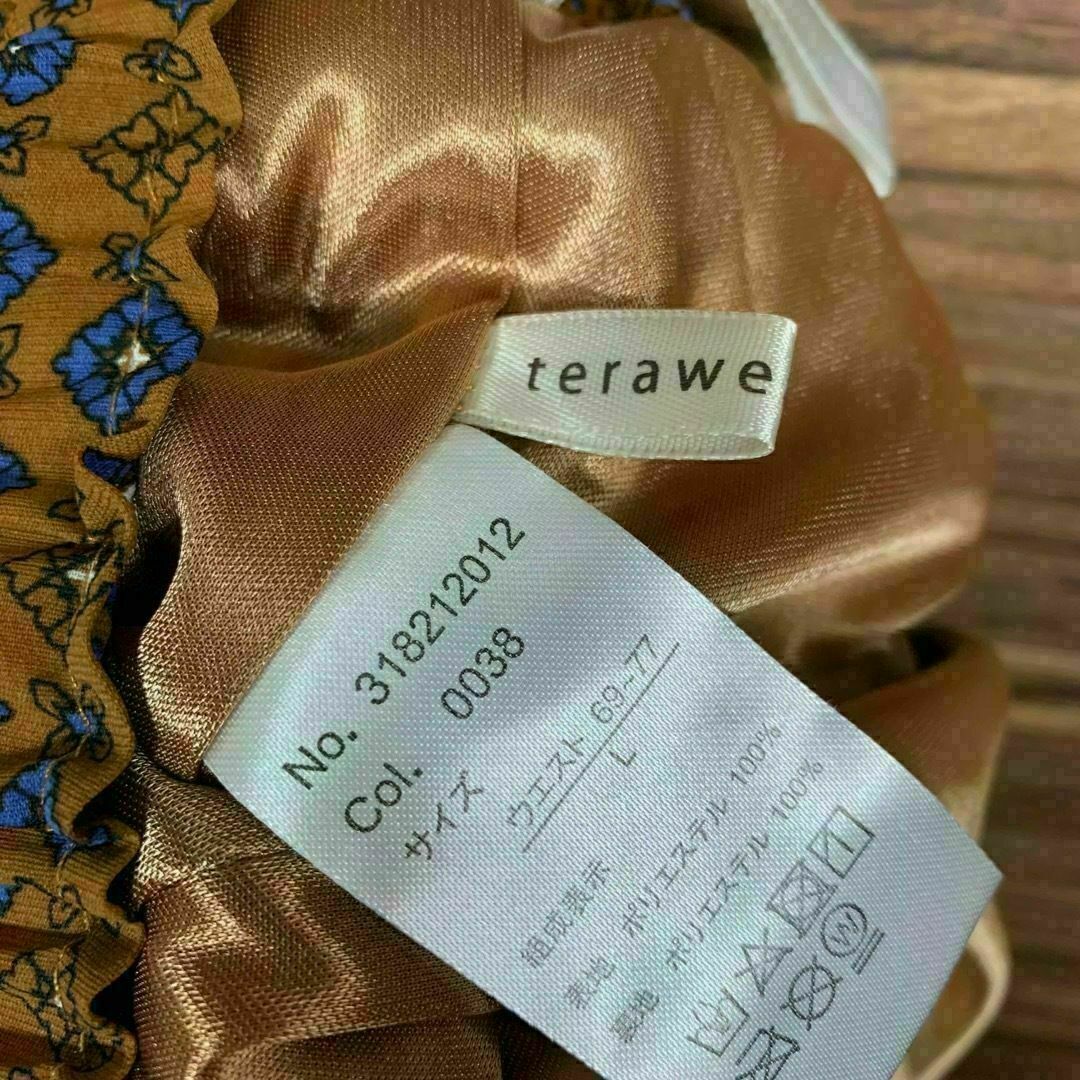 terawe
No. 318212012
Col. 0038
サイズ ウエスト 69-77
L
組成表示
表地 ポリエステル 100%
裏地 ポリエステル 100%